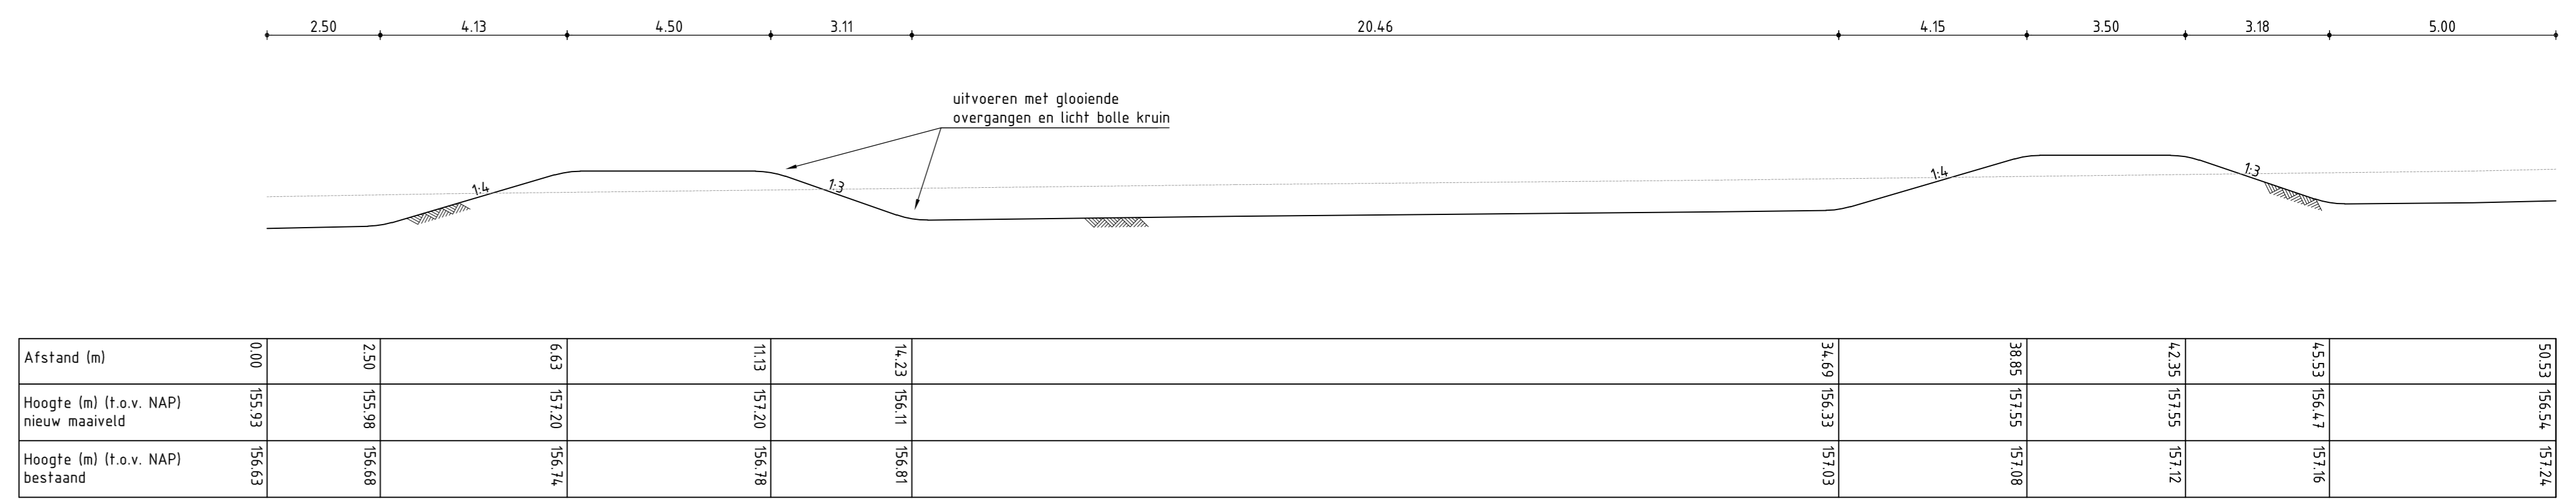 2.50 4.13 4.50 3.11 20.46 4.15 3.50 3.18 5.00
uitvoeren met glooiende
overgangen en licht bolle kruin
1:4 1:3 1:4 1:3
Afstand (m) 0.00 2.50 6.63 11.13 14.23 34.69 38.85 42.35 45.53 50.53
Hoogte (m) (t.o.v. NAP)
nieuw maaiveld 155.93 155.98 157.20 157.20 156.11 156.33 157.55 157.55 156.47 156.54
Hoogte (m) (t.o.v. NAP)
bestaand 156.63 156.68 156.74 156.78 156.81 157.03 157.08 157.12 157.16 157.24